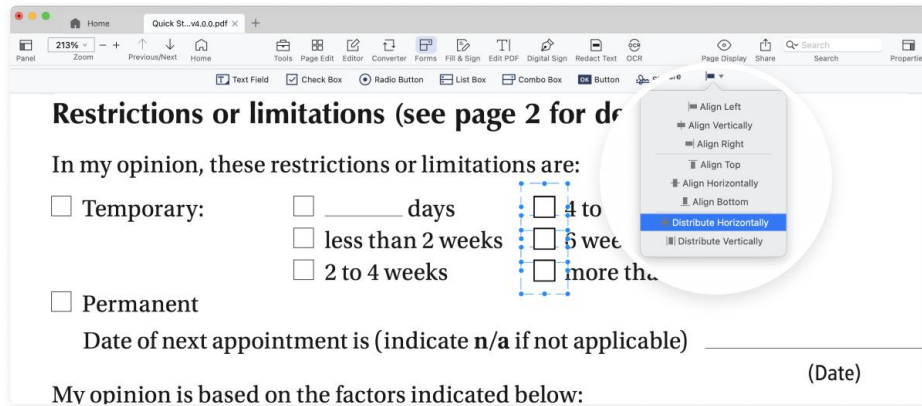 Home Quick St...v4.0.0.pdf × +
213% − +
Panel Zoom Previous/Next Home Tools Page Edit Editor Converter Forms Fill & Sign Edit PDF Digital Sign Redact Text OCR Page Display Share Search Search
Text Field Check Box Radio Button List Box Combo Box OK Button
Restrictions or limitations (see page 2 for
Align Left
Align Vertically
Align Right
Align Top
Align Horizontally
Align Bottom
Distribute Horizontally
Distribute Vertically
In my opinion, these restrictions or limitations are:
Temporary: days 4 to
less than 2 weeks 6
2 to 4 weeks more
Permanent
Date of next appointment is (indicate n/a if not applicable)
(Date)
My opinion is based on the factors indicated below: